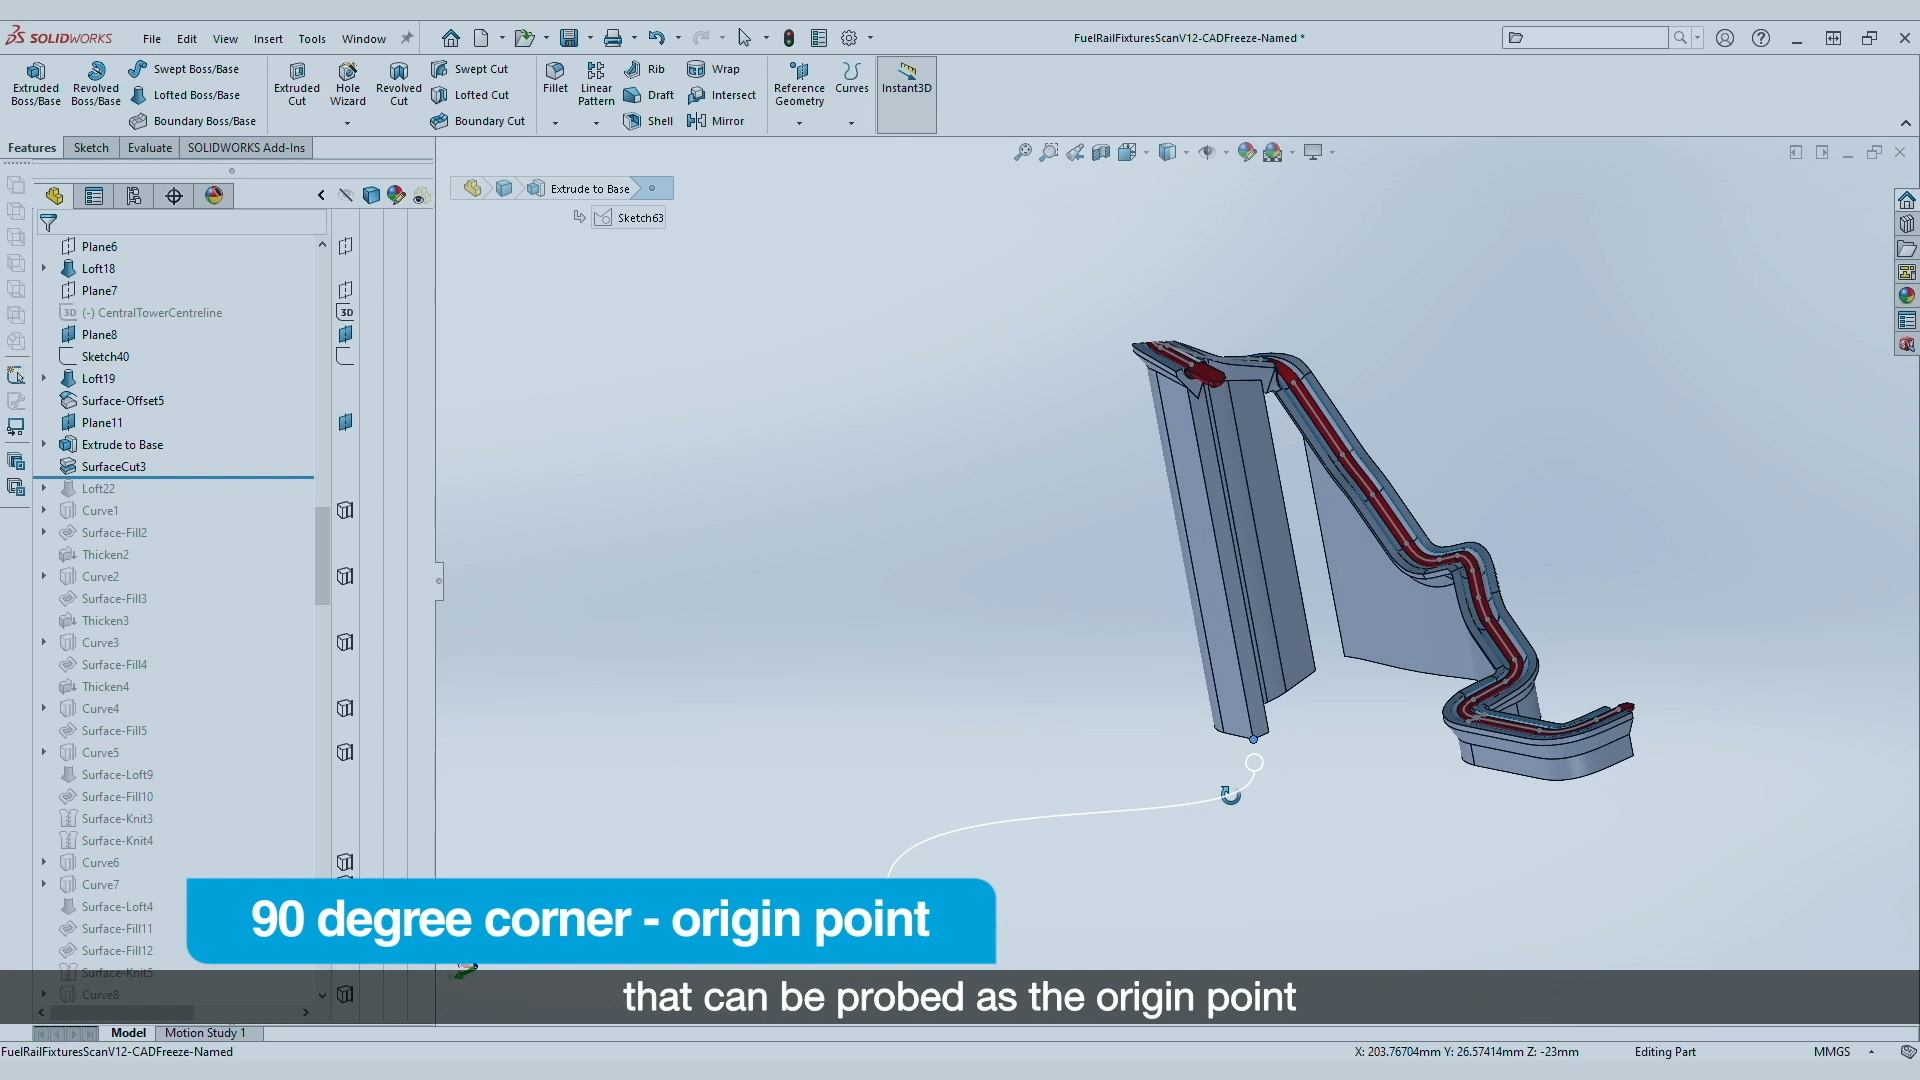 SOLIDWORKS
File Edit View Insert Tools Window
FuelRailFixturesScanV12-CADFreeze-Named *
Extruded Boss/Base
Revolved Boss/Base
Swept Boss/Base
Lofted Boss/Base
Boundary Boss/Base
Extruded Cut
Hole Wizard
Revolved Cut
Swept Cut
Lofted Cut
Boundary Cut
Fillet
Linear Pattern
Rib
Draft
Shell
Wrap
Intersect
Mirror
Reference Geometry
Curves
Instant3D
Features Sketch Evaluate SOLIDWORKS Add-Ins
Extrude to Base
Sketch63
Plane6
Loft18
Plane7
3D (-) CentralTowerCentreline 3D
Plane8
Sketch40
Loft19
Surface-Offset5
Plane11
Extrude to Base
SurfaceCut3
Loft22
Curve1
Surface-Fill2
Thicken2
Curve2
Surface-Fill3
Thicken3
Curve3
Surface-Fill4
Thicken4
Curve4
Surface-Fill5
Curve5
Surface-Loft9
Surface-Fill10
Surface-Knit3
Surface-Knit4
Curve6
Curve7
Surface-Loft4
Surface-Fill11
Surface-Fill12
Surface-Knit5
Curve8
90 degree corner - origin point
that can be probed as the origin point
Model Motion Study 1
FuelRailFixturesScanV12-CADFreeze-Named
X: 203.76704mm Y: 26.57414mm Z: -23mm
Editing Part
MMGS